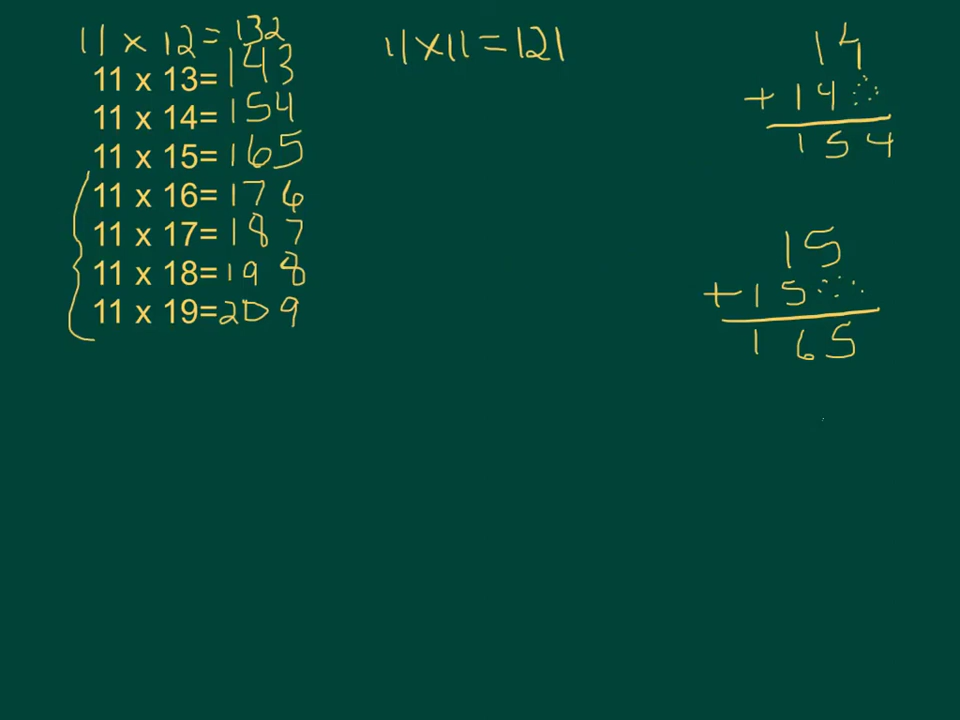 11 x 12 = 132
11 x 13= 143
11 x 14= 154
11 x 15= 165
11 x 16= 176
11 x 17= 187
11 x 18= 198
11 x 19= 209
11 x 11 = 121
14
+ 14
154
15
+ 15
165